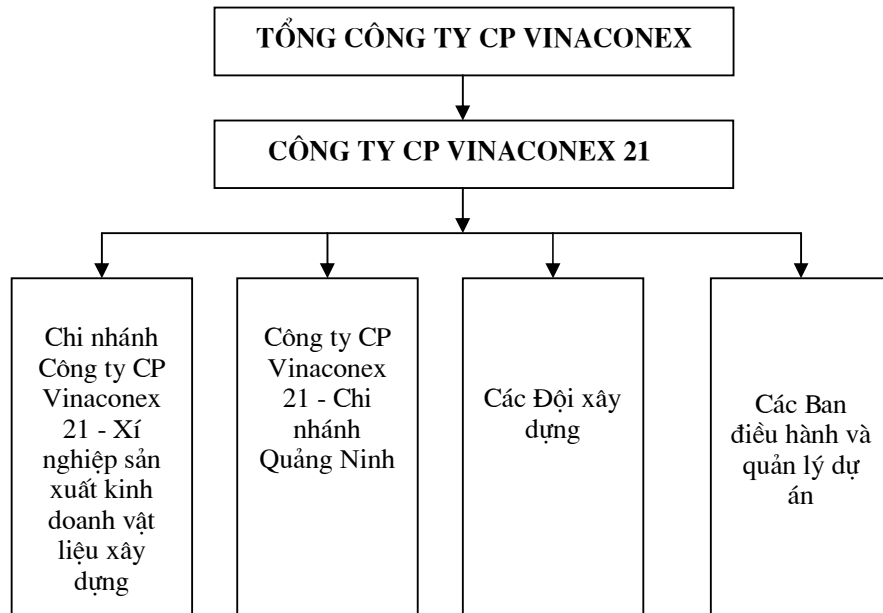 TỔNG CÔNG TY CP VINACONEX
CÔNG TY CP VINACONEX 21
Chi nhánh
Công ty CP
Vinaconex
21 - Xí
nghiệp sản
xuất kinh
doanh vật
liệu xây
dựng
Công ty CP
Vinaconex
21 - Chi
nhánh
Quảng Ninh
Các Đội xây
dựng
Các Ban
điều hành và
quản lý dự
án